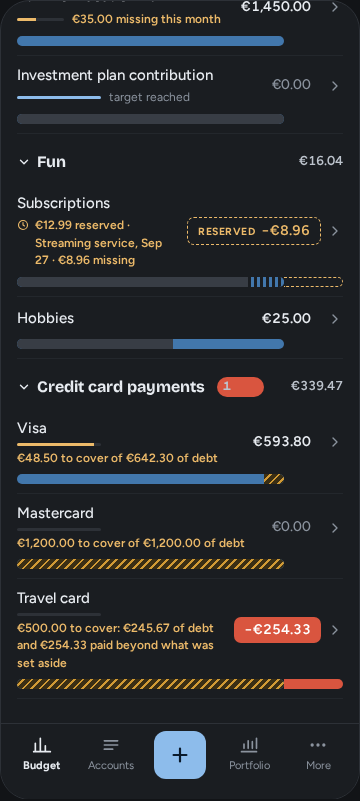 €1,450.00
€35.00 missing this month
Investment plan contribution
€0.00
target reached
Fun
€16.04
Subscriptions
€12.99 reserved ·
Streaming service, Sep
27 · €8.96 missing
RESERVED −€8.96
Hobbies
€25.00
Credit card payments
1
€339.47
Visa
€593.80
€48.50 to cover of €642.30 of debt
Mastercard
€0.00
€1,200.00 to cover of €1,200.00 of debt
Travel card
€500.00 to cover: €245.67 of debt
and €254.33 paid beyond what was
set aside
−€254.33
Budget
Accounts
Portfolio
More